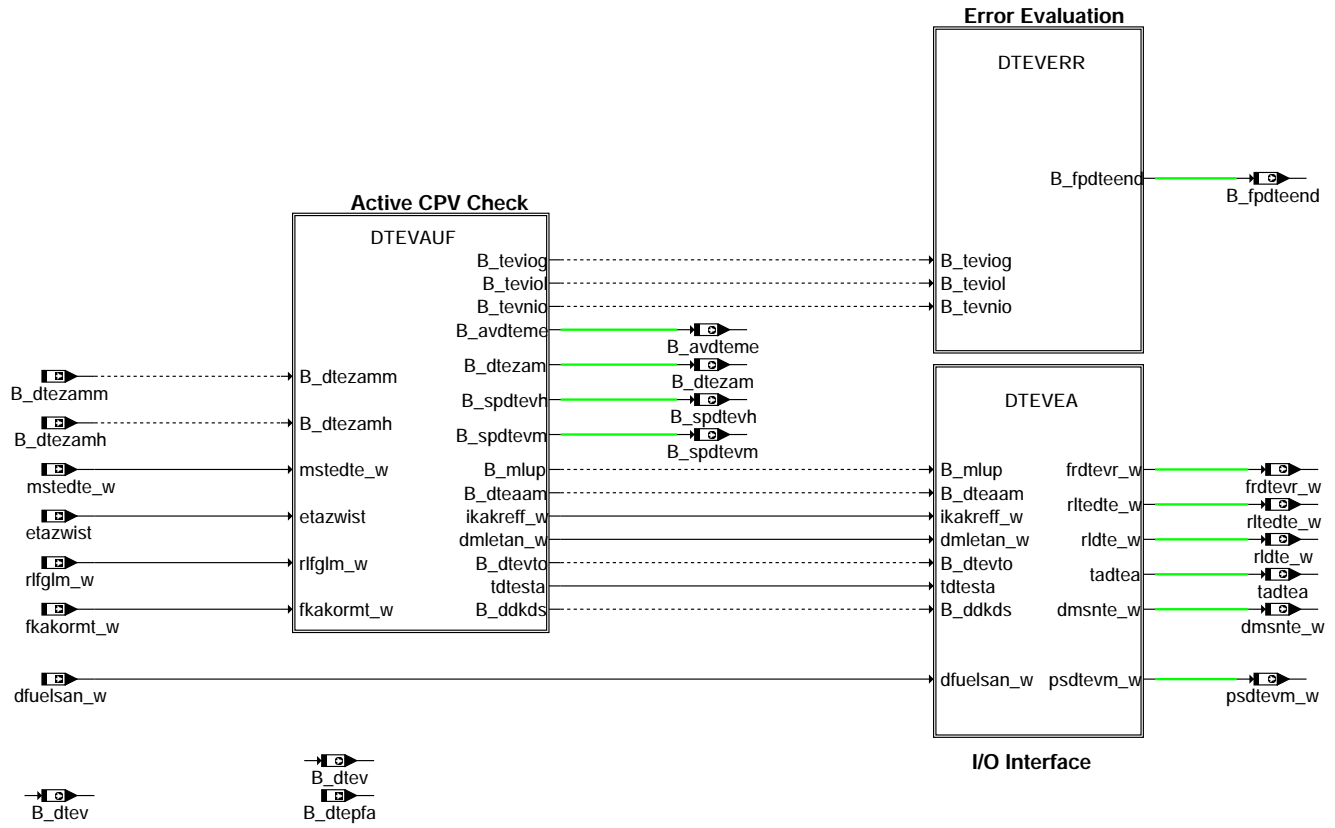 Error Evaluation
DTEVERR
B_fpdteend
B_fpdteend
B_teviog
B_teviol
B_tevnio
Active CPV Check
DTEVAUF
B_teviog
B_teviol
B_tevnio
B_avdteme
B_dtezam
B_spdtevh
B_spdtevm
B_mlup
B_dteaam
ikakreff_w
dmletan_w
B_dtevto
tdtesta
B_ddkds
B_avdteme
B_dtezam
B_spdtevh
B_spdtevm
B_dtezamm
B_dtezamh
mstedte_w
etazwist
rlfglm_w
fkakormt_w
B_dtezamm
B_dtezamh
mstedte_w
etazwist
rlfglm_w
fkakormt_w
dfuelsan_w
DTEVEA
B_mlup
B_dteaam
ikakreff_w
dmletan_w
B_dtevto
tdtesta
B_ddkds
dfuelsan_w
frdtevr_w
rltedte_w
rldte_w
tadtea
dmsnte_w
psdtevm_w
frdtevr_w
rltedte_w
rldte_w
tadtea
dmsnte_w
psdtevm_w
I/O Interface
B_dtev
B_dtev
B_dtepfa